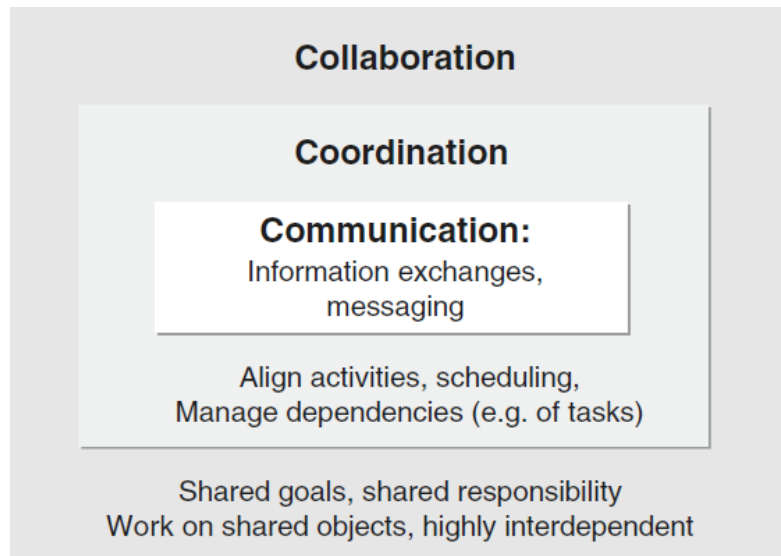 Collaboration
Coordination
Communication:
Information exchanges,
messaging
Align activities, scheduling,
Manage dependencies (e.g. of tasks)
Shared goals, shared responsibility
Work on shared objects, highly interdependent